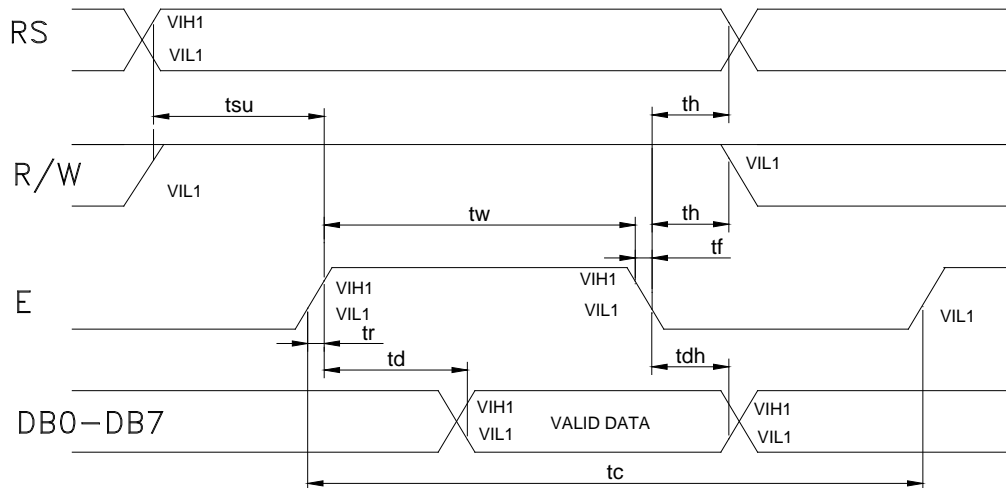 RS
VIH1
VIL1
tsu
th
R/W
VIL1
VIL1
tw
th
tf
E
VIH1
VIL1
VIH1
VIL1
VIL1
tr
td
tdh
DB0-DB7
VIH1
VIL1
VALID DATA
VIH1
VIL1
tc